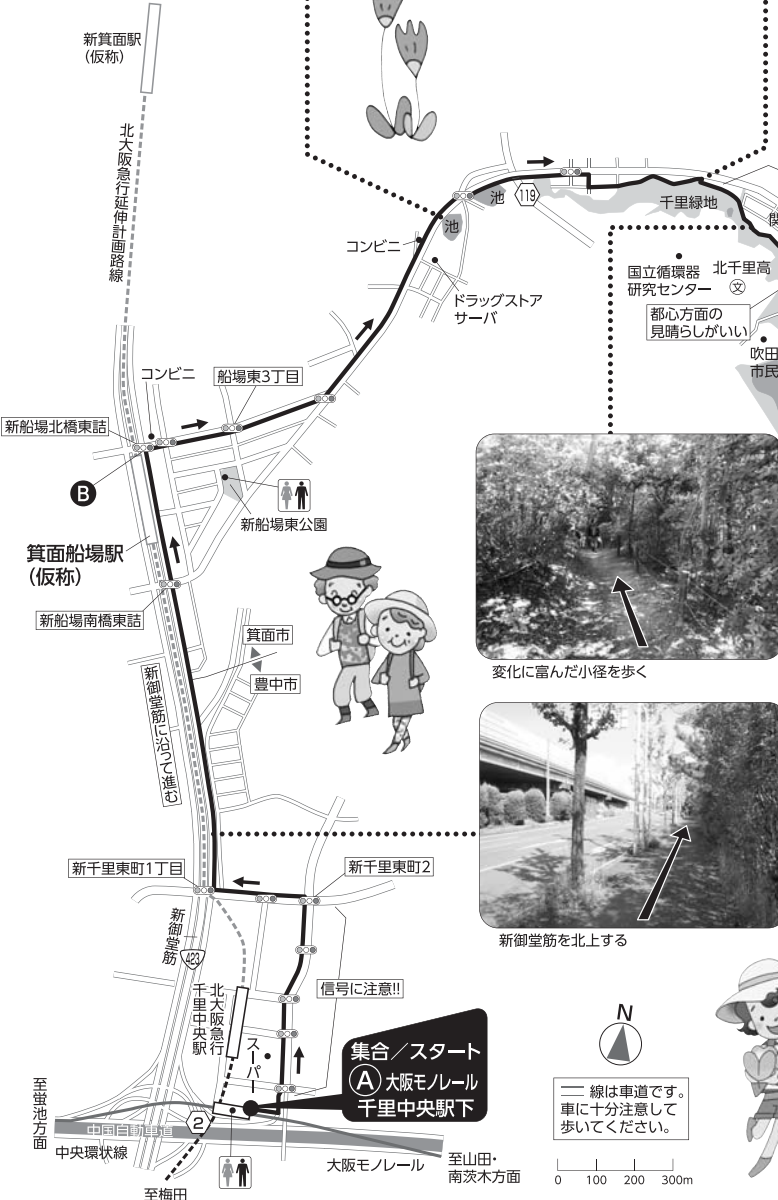 新箕面駅
（仮称）
北大阪急行延伸計画路線
119
池
池
千里緑地
関
コンビニ
ドラッグストア
サーバ
国立循環器
研究センター
北千里高
文
都心方面の
見晴らしがいい
吹田
市民
コンビニ
船場東3丁目
新船場北橋東詰
B
新船場東公園
箕面船場駅
（仮称）
新船場南橋東詰
箕面市
豊中市
新御堂筋に沿って進む
変化に富んだ小径を歩く
新千里東町1丁目
新千里東町2
新御堂筋を北上する
新御堂筋
423
信号に注意!!
北大阪急行
千里中央駅
スーパー
集合／スタート
A 大阪モノレール
千里中央駅下
N
線は車道です。
車に十分注意して
歩いてください。
0 100 200 300m
至蛍池方面
中国自動車道
2
中央環状線
大阪モノレール
至山田・
南茨木方面
至梅田